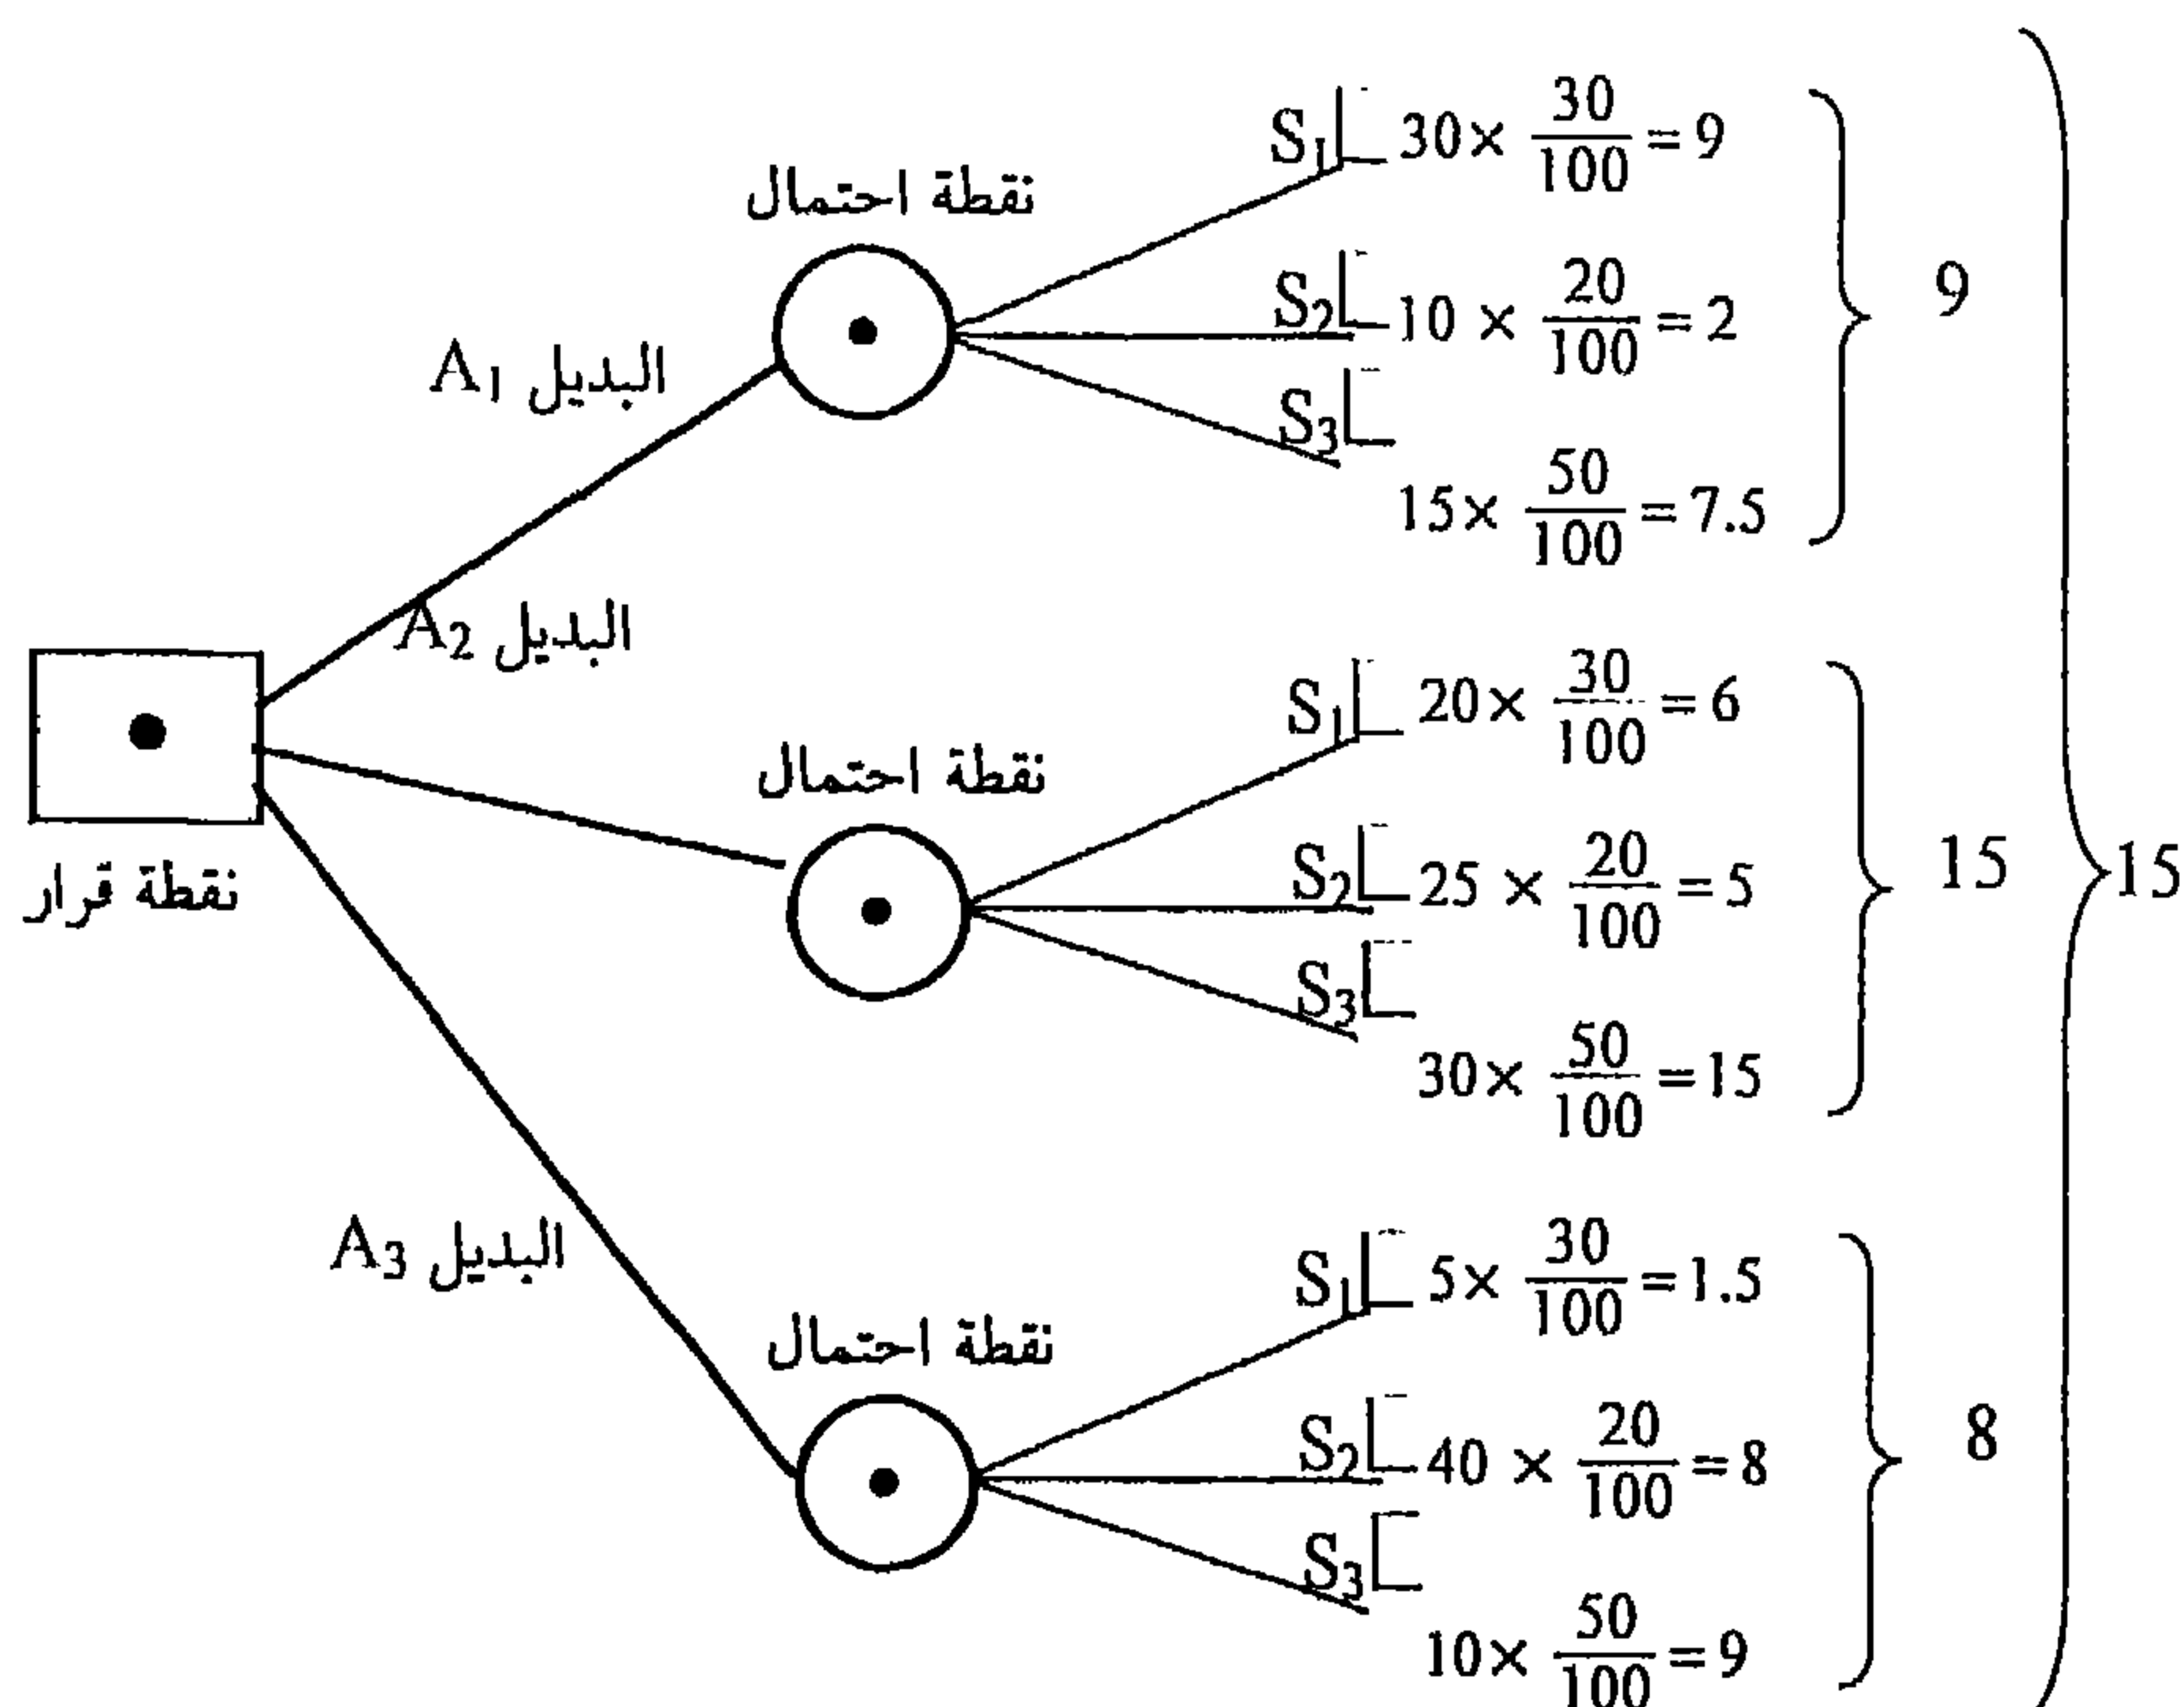 S1 30 × 30/100 = 9
نقطة احتمال
S2 10 × 20/100 = 2
9
البديل A1
S3
15 × 50/100 = 7.5
البديل A2
S1 20 × 30/100 = 6
نقطة احتمال
S2 25 × 20/100 = 5
15
15
نقطة قرار
S3
30 × 50/100 = 15
البديل A3
S1 5 × 30/100 = 1.5
نقطة احتمال
S2 40 × 20/100 = 8
8
S3
10 × 50/100 = 9